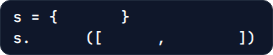 s = {      }
s.     ([      ,       ])